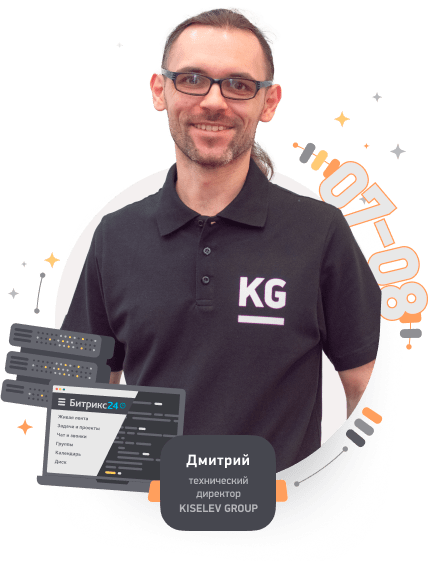 07–08
KG
Битрикс24
Живая лента
Задачи и проекты
Чат и звонки
Группы
Календарь
Диск
Дмитрий
технический
директор
KISELEV GROUP